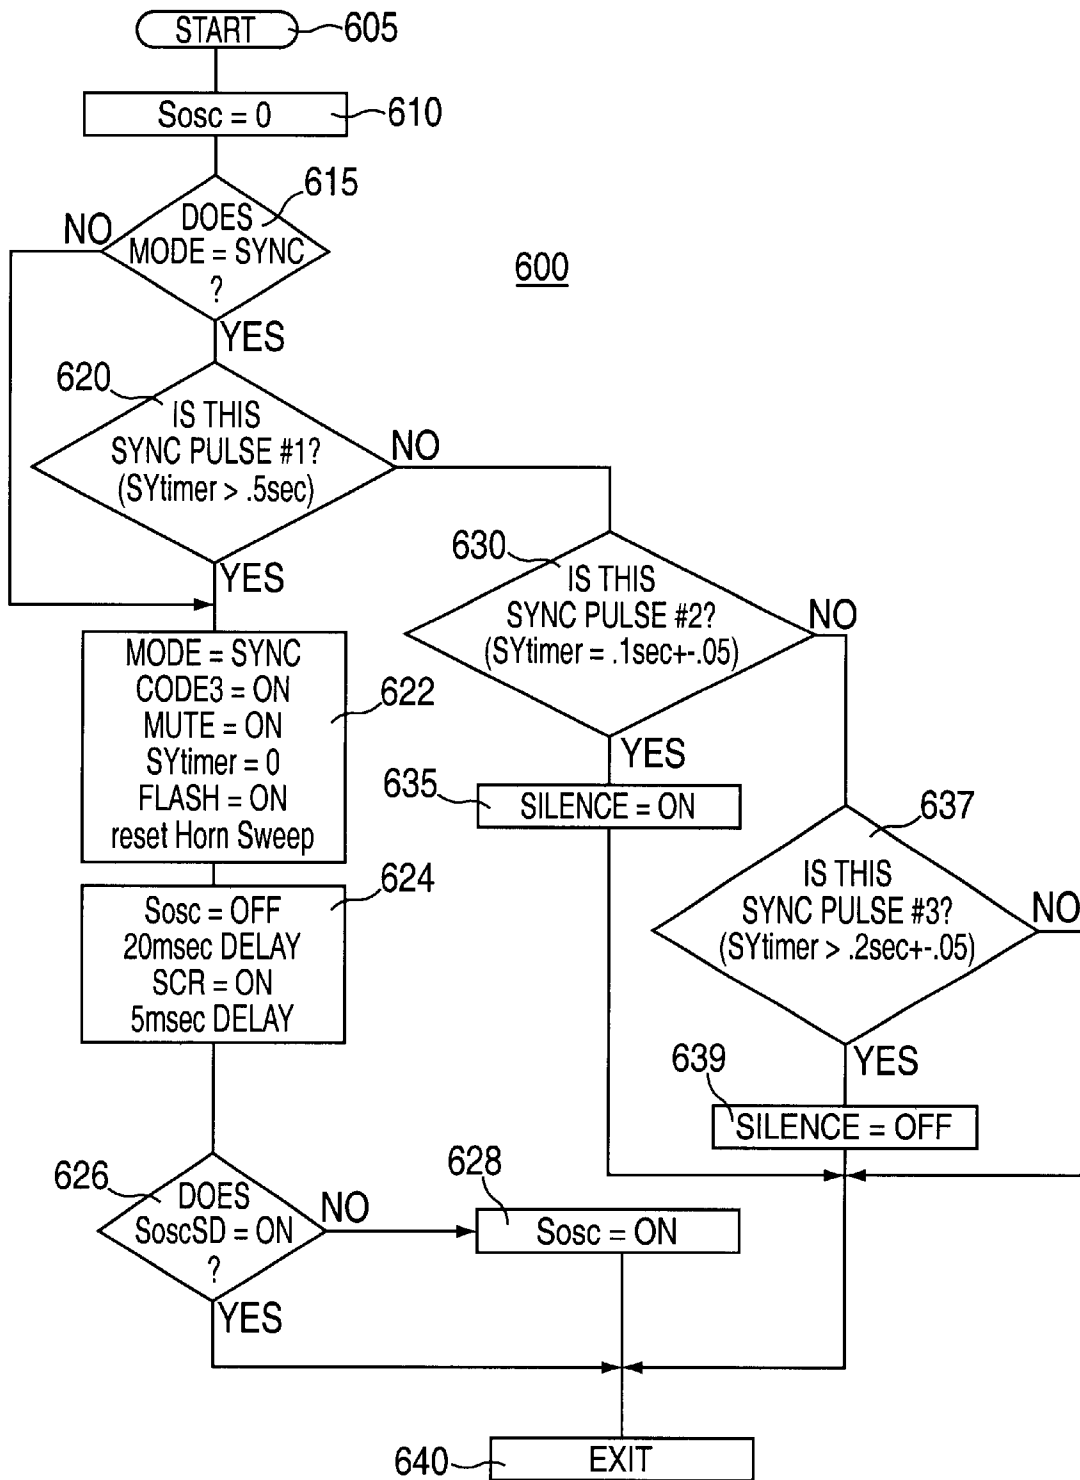 START
605
Sosc = 0
610
615
DOES
MODE = SYNC
?
NO
YES
600
620
IS THIS
SYNC PULSE #1?
(SYtimer > .5sec)
NO
YES
630
IS THIS
SYNC PULSE #2?
(SYtimer = .1sec+-.05)
NO
YES
MODE = SYNC
CODE3 = ON
MUTE = ON
SYtimer = 0
FLASH = ON
reset Horn Sweep
622
635
SILENCE = ON
637
IS THIS
SYNC PULSE #3?
(SYtimer > .2sec+-.05)
NO
YES
624
Sosc = OFF
20msec DELAY
SCR = ON
5msec DELAY
639
SILENCE = OFF
626
DOES
SoscSD = ON
?
NO
YES
628
Sosc = ON
640
EXIT